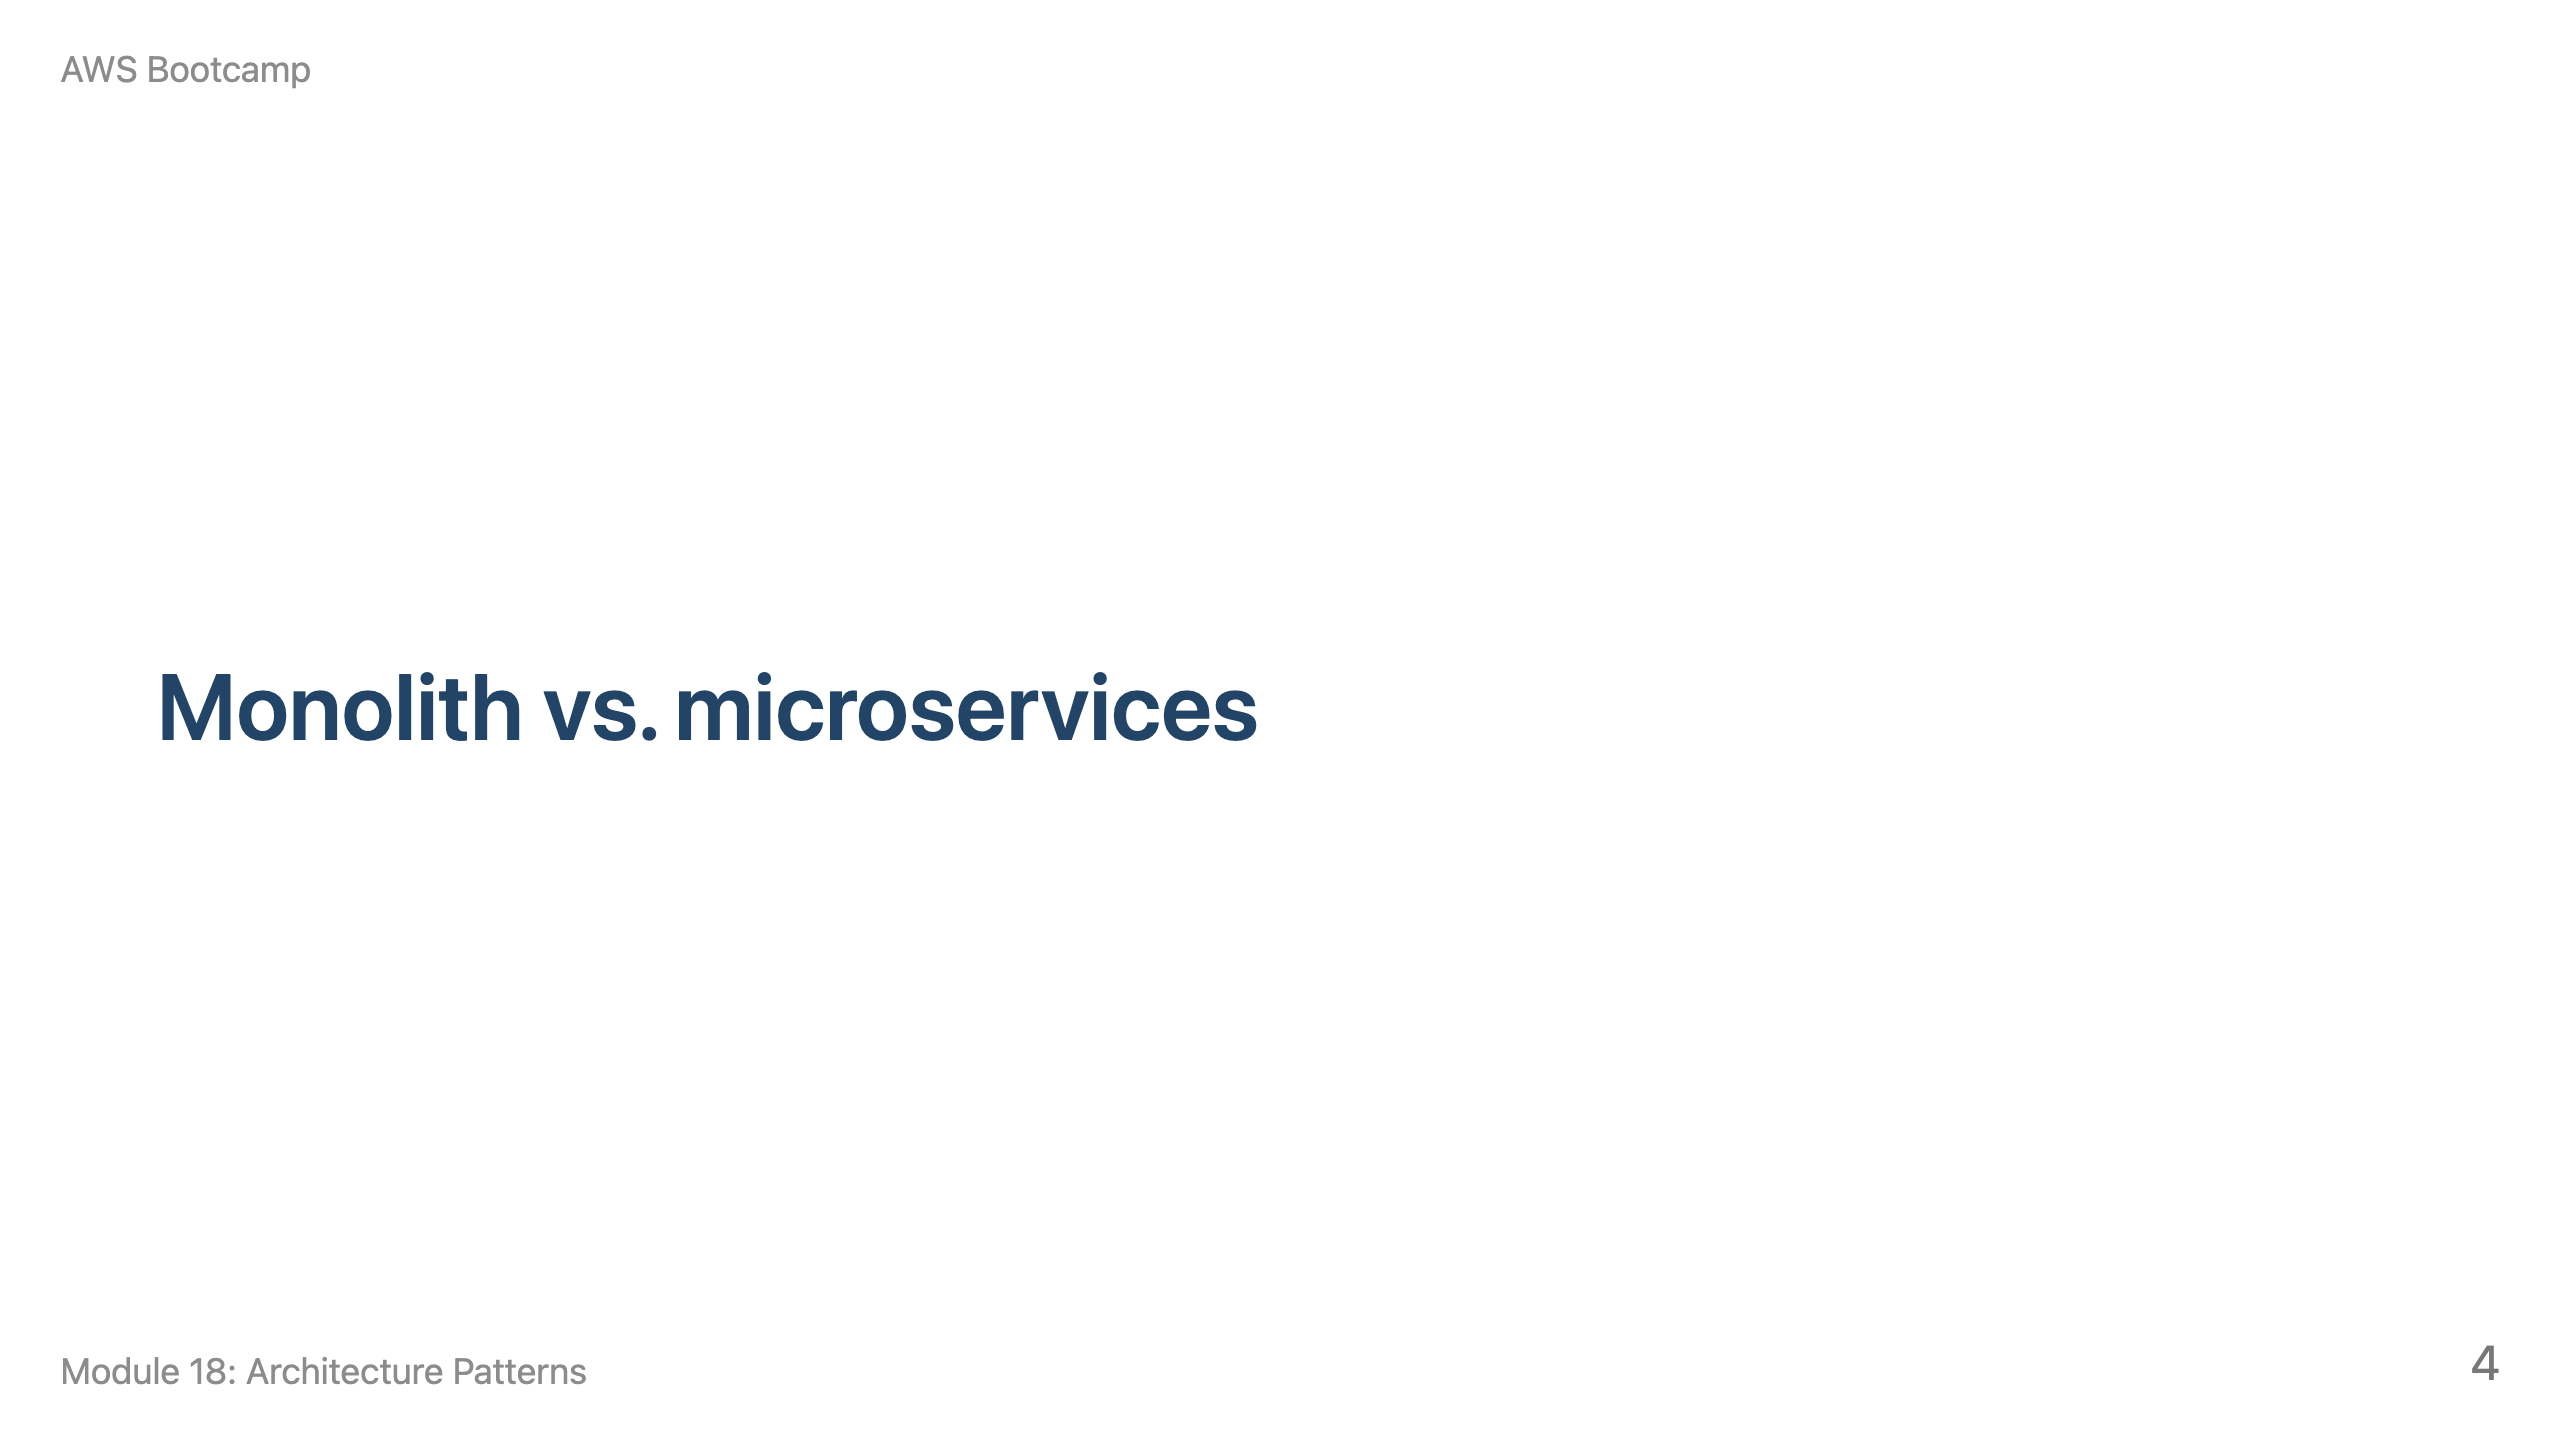 AWS Bootcamp
Monolith vs. microservices
Module 18: Architecture Patterns
4